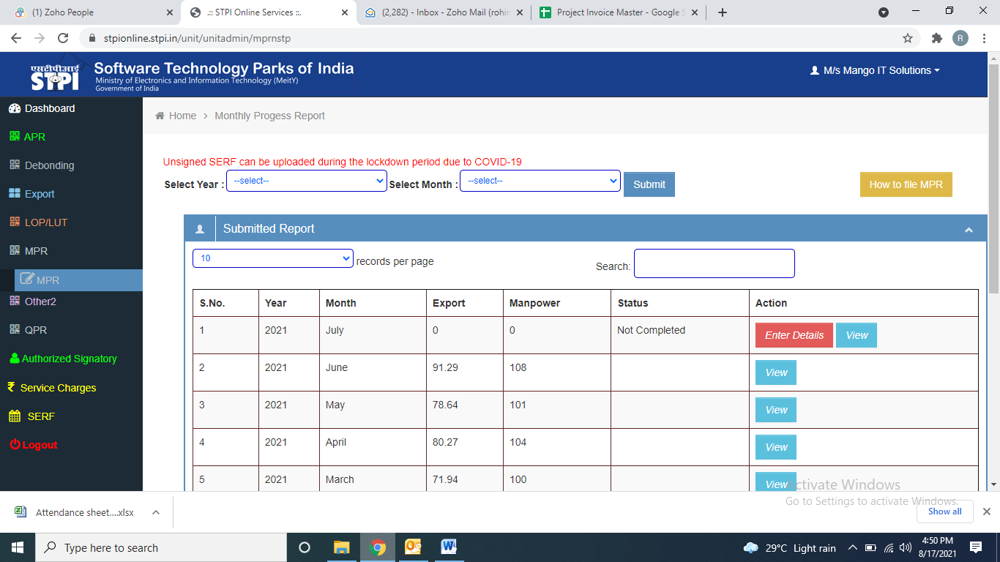 (1) Zoho People
.:: STPI Online Services ::.
(2,282) - Inbox - Zoho Mail (rohin
Project Invoice Master - Google S
stpionline.stpi.in/unit/unitadmin/mprnstp
R
एसटीपीआई
STPI
Software Technology Parks of India
Ministry of Electronics and Information Technology (MeitY)
Government of India
M/s Mango IT Solutions
Dashboard
APR
Debonding
Export
LOP/LUT
MPR
MPR
Other2
QPR
Authorized Signatory
₹ Service Charges
SERF
Logout
Home > Monthly Progess Report
Unsigned SERF can be uploaded during the lockdown period due to COVID-19
Select Year : --select-- Select Month : --select-- Submit How to file MPR
Submitted Report
10 records per page Search:
S.No. Year Month Export Manpower Status Action
1 2021 July 0 0 Not Completed Enter Details View
2 2021 June 91.29 108 View
3 2021 May 78.64 101 View
4 2021 April 80.27 104 View
5 2021 March 71.94 100 View
Activate Windows
Go to Settings to activate Windows.
Attendance sheet....xlsx
Show all
Type here to search
29°C Light rain
4:50 PM
8/17/2021